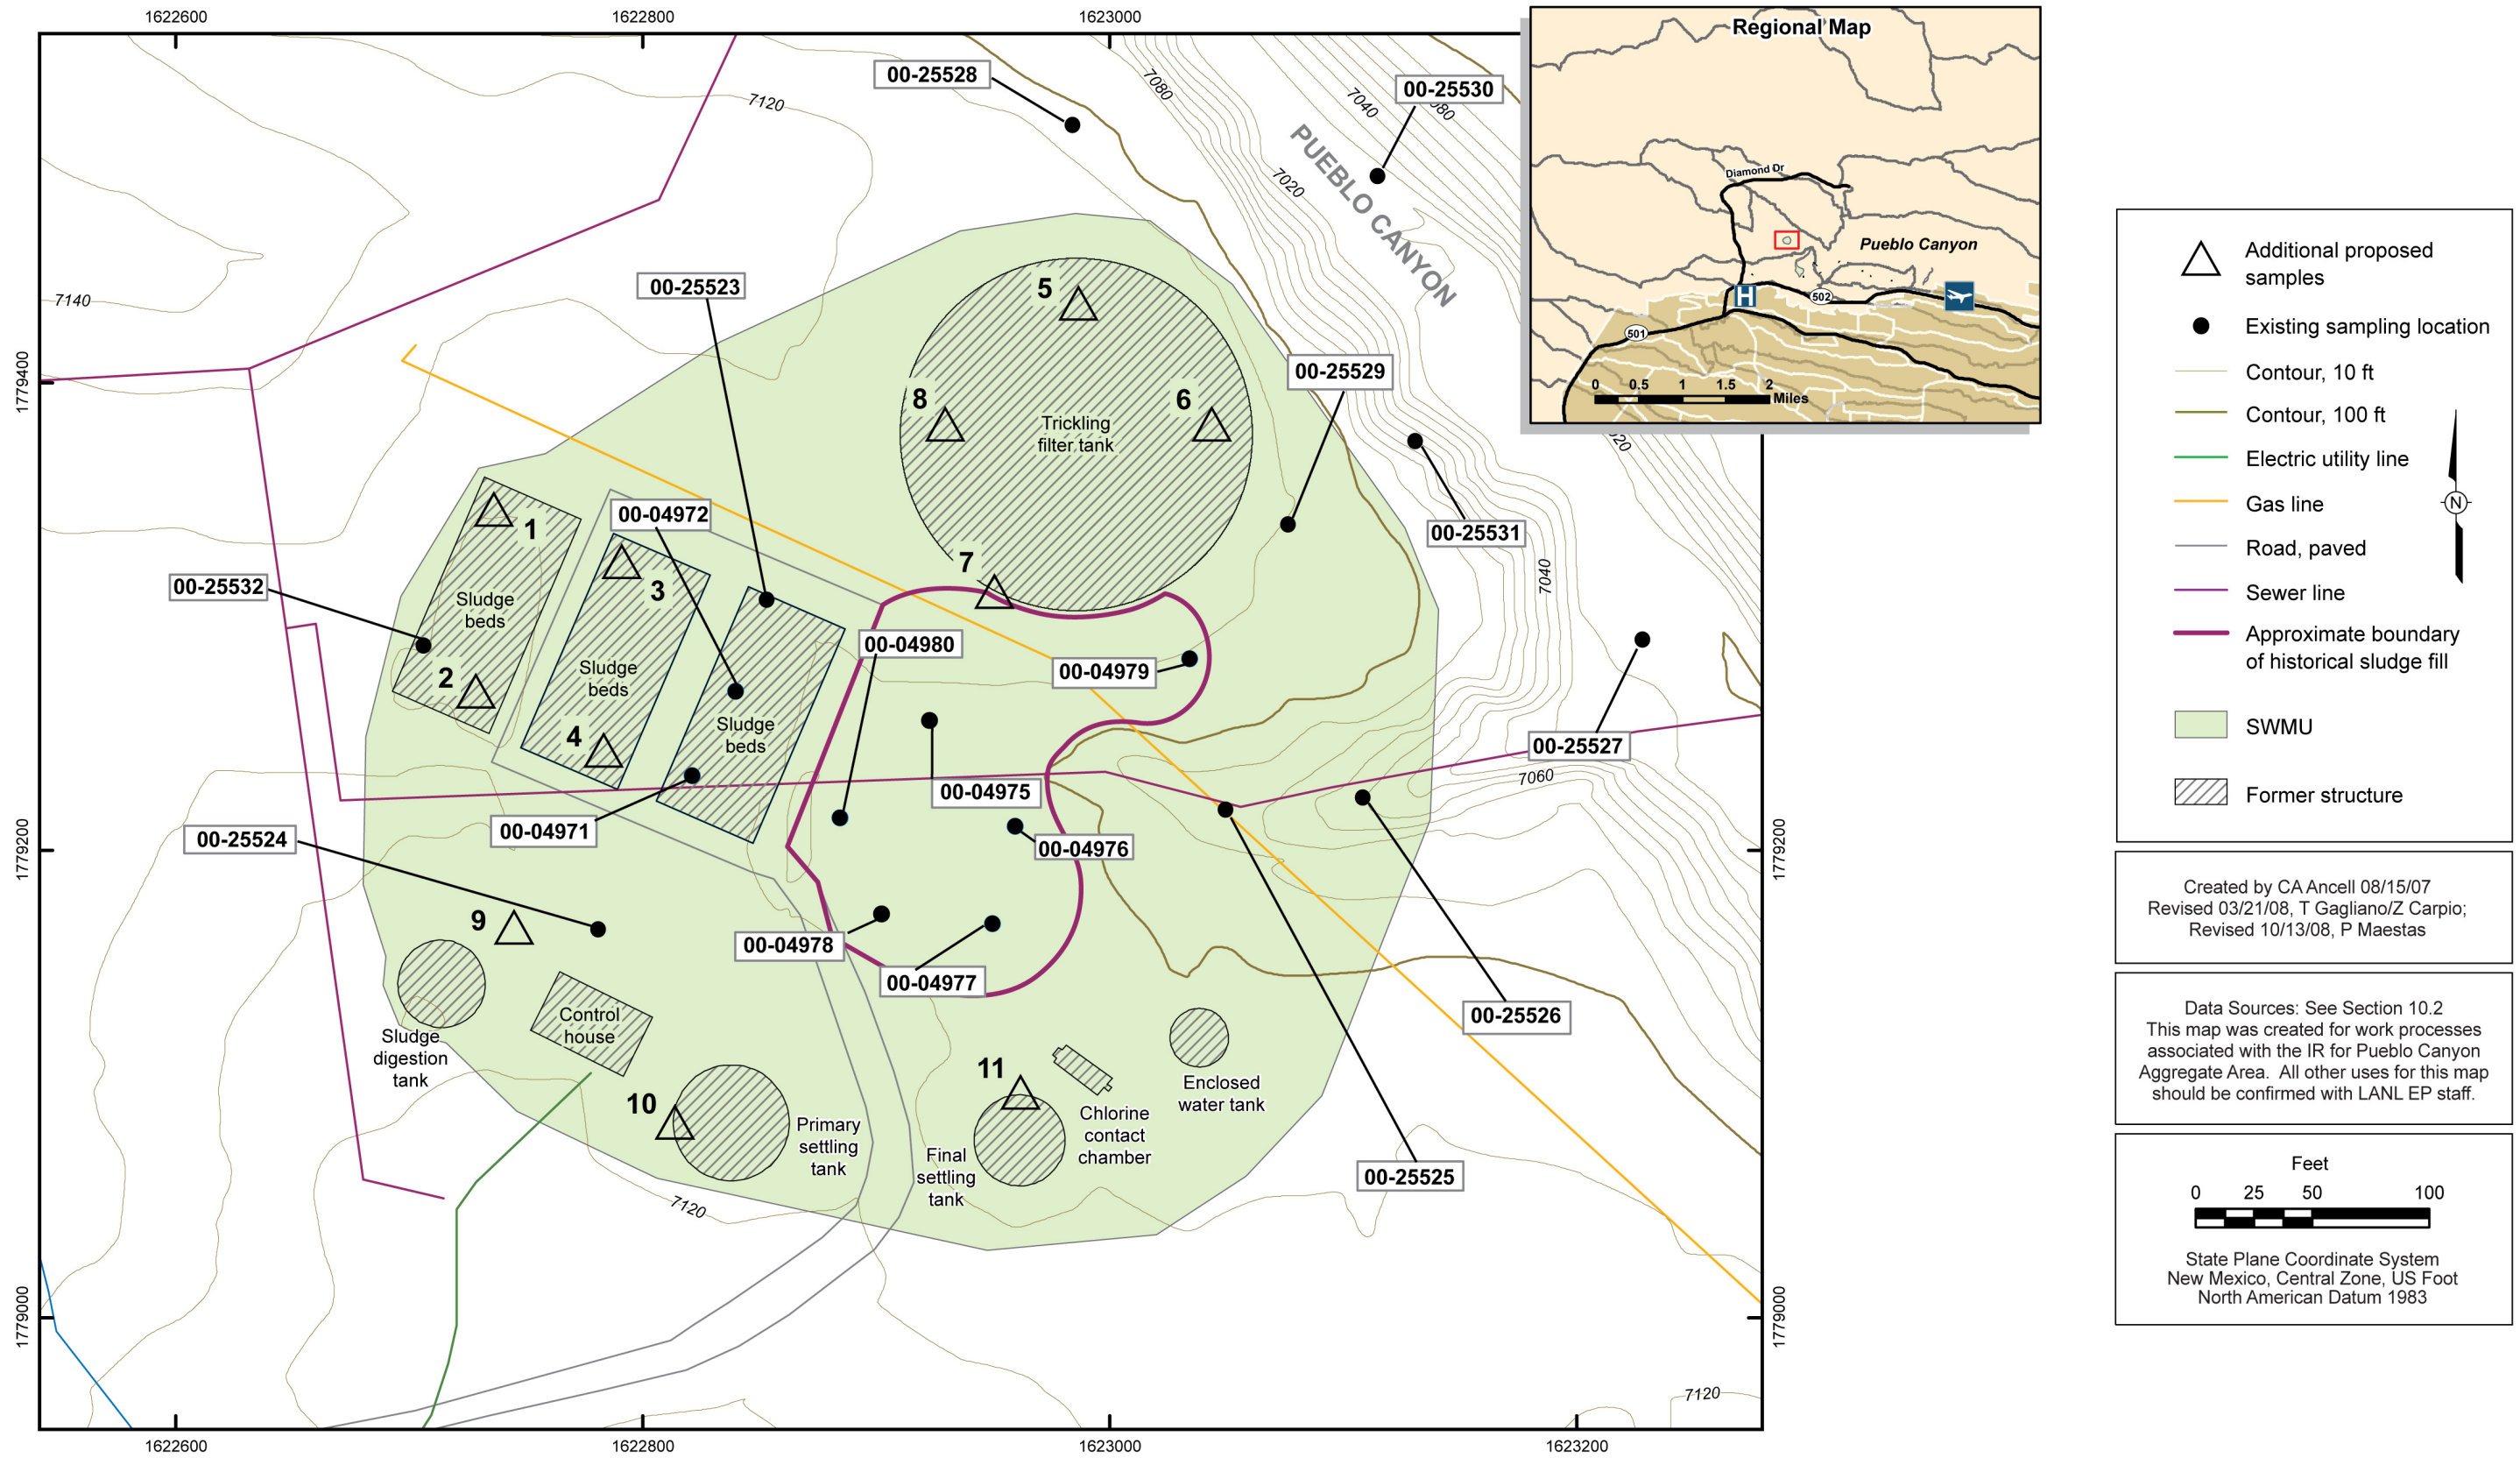 1622600
1622800
1623000
7120
7140
7080
7040
7020
7040
7060
7120
7120
PUEBLO CANYON
1779400
1779200
1779000
1779200
1779000
00-25528
00-25530
00-25523
00-25529
00-04972
00-25531
00-25532
00-04980
00-04979
00-25527
00-04975
00-04971
00-25524
00-04976
00-04978
00-04977
00-25526
00-25525
5
8
6
Trickling
filter tank
7
1
Sludge
beds
2
3
Sludge
beds
4
Sludge
beds
9
Sludge
digestion
tank
Control
house
10
Primary
settling
tank
11
Final
settling
tank
Chlorine
contact
chamber
Enclosed
water tank
1622600
1622800
1623000
1623200
Regional Map
Diamond Dr
Pueblo Canyon
H
502
501
0 0.5 1 1.5 2
Miles
Additional proposed
samples
Existing sampling location
Contour, 10 ft
Contour, 100 ft
Electric utility line
Gas line
N
Road, paved
Sewer line
Approximate boundary
of historical sludge fill
SWMU
Former structure
Created by CA Ancell 08/15/07
Revised 03/21/08, T Gagliano/Z Carpio;
Revised 10/13/08, P Maestas
Data Sources: See Section 10.2
This map was created for work processes
associated with the IR for Pueblo Canyon
Aggregate Area. All other uses for this map
should be confirmed with LANL EP staff.
Feet
0 25 50 100
State Plane Coordinate System
New Mexico, Central Zone, US Foot
North American Datum 1983